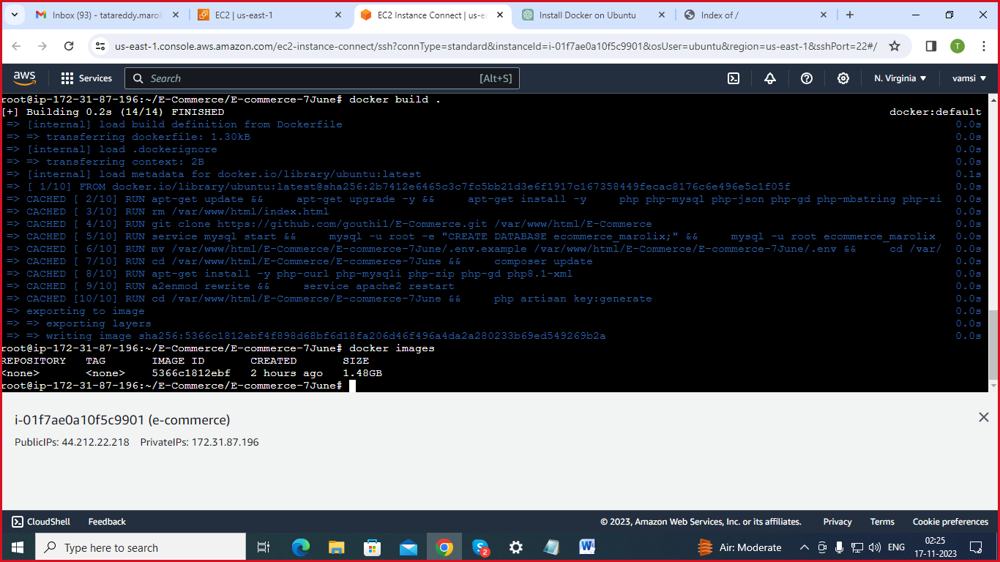 Inbox (93) - tatareddy.maroli
EC2 | us-east-1
EC2 Instance Connect | us-ea
Install Docker on Ubuntu
Index of /
us-east-1.console.aws.amazon.com/ec2-instance-connect/ssh?connType=standard&instanceId=i-01f7ae0a10f5c9901&osUser=ubuntu&region=us-east-1&sshPort=22#/
T
aws Services Search [Alt+S] N. Virginia vamsi
root@ip-172-31-87-196:~/E-Commerce/E-commerce-7June# docker build .
[+] Building 0.2s (14/14) FINISHED docker:default
=> [internal] load build definition from Dockerfile 0.0s
=> => transferring dockerfile: 1.30kB 0.0s
=> [internal] load .dockerignore 0.0s
=> => transferring context: 2B 0.0s
=> [internal] load metadata for docker.io/library/ubuntu:latest 0.1s
=> [ 1/10] FROM docker.io/library/ubuntu:latest@sha256:2b7412e6465c3c7fc5bb21d3e6f1917c167358449fecac8176c6e496e5c1f05f 0.0s
=> CACHED [ 2/10] RUN apt-get update && apt-get upgrade -y && apt-get install -y php php-mysql php-json php-gd php-mbstring php-zi 0.0s
=> CACHED [ 3/10] RUN rm /var/www/html/index.html 0.0s
=> CACHED [ 4/10] RUN git clone https://github.com/gouthi1/E-Commerce.git /var/www/html/E-Commerce 0.0s
=> CACHED [ 5/10] RUN service mysql start && mysql -u root -e "CREATE DATABASE ecommerce_marolix;" && mysql -u root ecommerce_marolix 0.0s
=> CACHED [ 6/10] RUN mv /var/www/html/E-Commerce/E-commerce-7June/.env.example /var/www/html/E-Commerce/E-commerce-7June/.env && cd /var/ 0.0s
=> CACHED [ 7/10] RUN cd /var/www/html/E-Commerce/E-commerce-7June && composer update 0.0s
=> CACHED [ 8/10] RUN apt-get install -y php-curl php-mysqli php-zip php-gd php8.1-xml 0.0s
=> CACHED [ 9/10] RUN a2enmod rewrite && service apache2 restart 0.0s
=> CACHED [10/10] RUN cd /var/www/html/E-Commerce/E-commerce-7June && php artisan key:generate 0.0s
=> exporting to image 0.0s
=> => exporting layers 0.0s
=> => writing image sha256:5366c1812ebf4f898d68bf6d18fa206d46f496a4da2a280233b69ed549269b2a 0.0s
root@ip-172-31-87-196:~/E-Commerce/E-commerce-7June# docker images
REPOSITORY TAG IMAGE ID CREATED SIZE
<none> <none> 5366c1812ebf 2 hours ago 1.48GB
root@ip-172-31-87-196:~/E-Commerce/E-commerce-7June#
i-01f7ae0a10f5c9901 (e-commerce)
PublicIPs: 44.212.22.218 PrivateIPs: 172.31.87.196
CloudShell Feedback © 2023, Amazon Web Services, Inc. or its affiliates. Privacy Terms Cookie preferences
Type here to search
2
W
Air: Moderate
ENG
02:25
17-11-2023